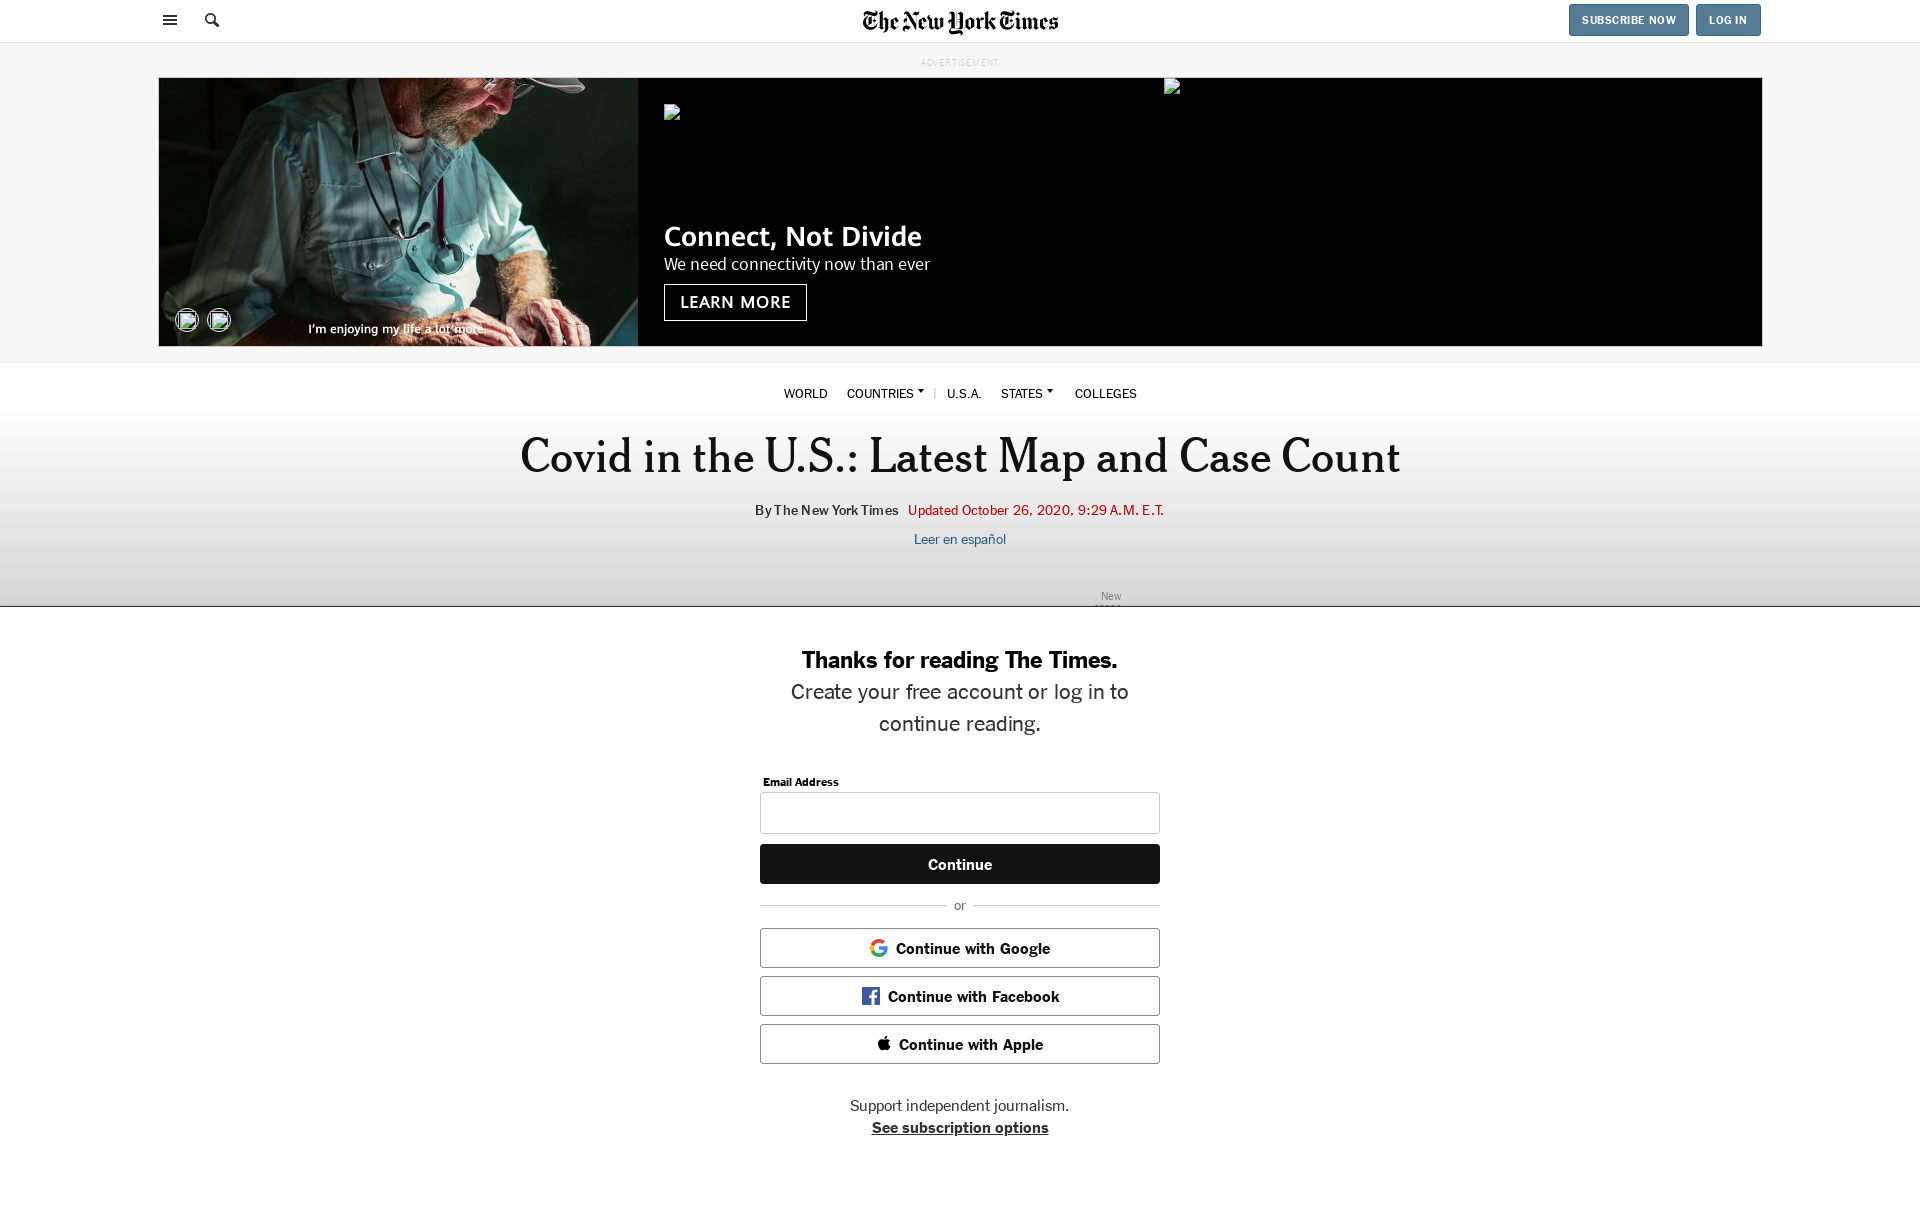 The New York Times
SUBSCRIBE NOW
LOG IN
ADVERTISEMENT
Connect, Not Divide
We need connectivity now than ever
LEARN MORE
I'm enjoying my life a lot more.
WORLD COUNTRIES | U.S.A. STATES COLLEGES
Covid in the U.S.: Latest Map and Case Count
By The New York Times Updated October 26, 2020, 9:29 A.M. E.T.
Leer en español
New
Thanks for reading The Times.
Create your free account or log in to
continue reading.
Email Address
Continue
or
Continue with Google
Continue with Facebook
Continue with Apple
Support independent journalism.
See subscription options